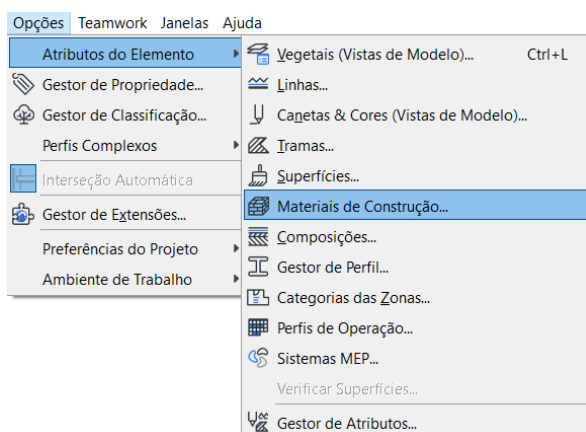 Opções Teamwork Janelas Ajuda
Atributos do Elemento
Gestor de Propriedade...
Gestor de Classificação...
Perfis Complexos
Interseção Automática
Gestor de Extensões...
Preferências do Projeto
Ambiente de Trabalho
Vegetais (Vistas de Modelo)... Ctrl+L
Linhas...
Canetas & Cores (Vistas de Modelo)...
Tramas...
Superfícies...
Materiais de Construção...
Composições...
Gestor de Perfil...
Categorias das Zonas...
Perfis de Operação...
Sistemas MEP...
Verificar Superfícies...
Gestor de Atributos...